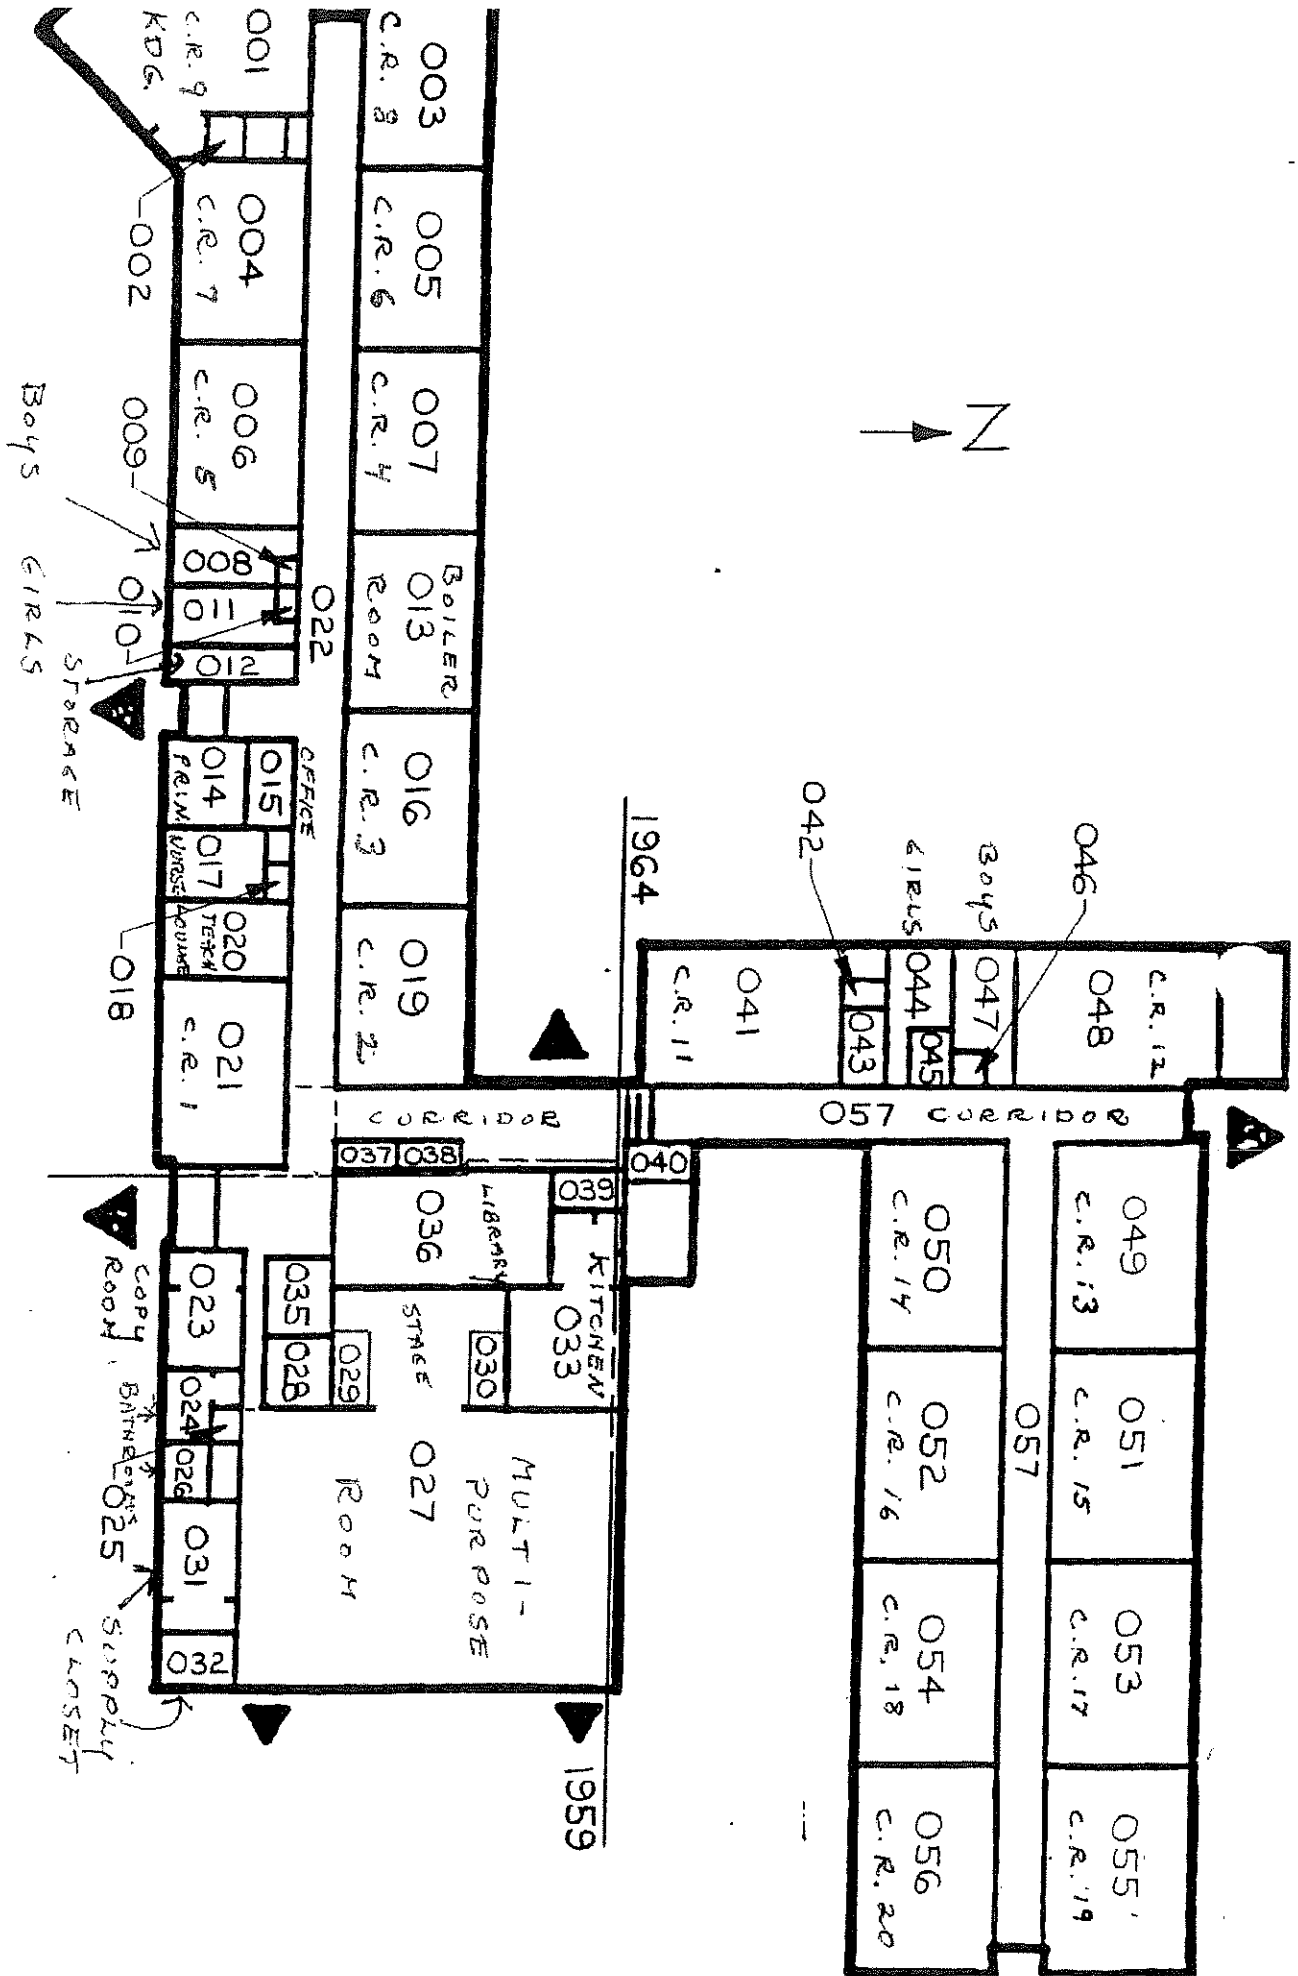 001
C.R. 9
KDG.
003
C.R. 8
002
004
C.R. 7
005
C.R. 6
006
C.R. 5
007
C.R. 4
N
009
008
BOYS
011
GIRLS
010
012
STORAGE
022
BOILER
013
ROOM
OFFICE
015
014
PRIN.
016
C.R. 3
017
NURSE
018
020
TEACH
LOUNGE
019
C.R. 2
021
C.R. 1
1964
042
GIRLS
BOYS
046
041
C.R. 11
043
044
045
047
048
C.R. 12
CORRIDOR
057 CORRIDOR
037
038
040
039
036
LIBRARY
KITCHEN
033
035
028
029
STAGE
030
023
COPY
ROOM
024
BATHROOMS
026
025
031
032
SUPPLY
CLOSET
MULTI-
PURPOSE
027
ROOM
1959
049
C.R. 13
050
C.R. 14
051
C.R. 15
057
052
C.R. 16
053
C.R. 17
054
C.R. 18
055
C.R. 19
056
C.R. 20